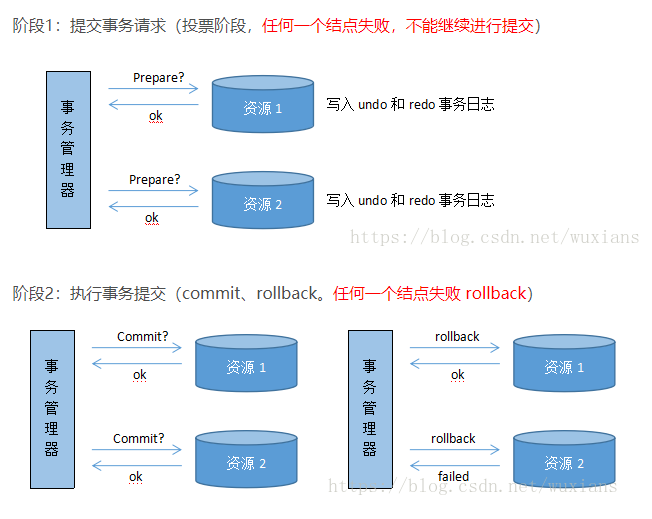 阶段1：提交事务请求（投票阶段，任何一个结点失败，不能继续进行提交）
事务管理器
Prepare?
ok
资源 1
写入 undo 和 redo 事务日志
Prepare?
ok
资源 2
写入 undo 和 redo 事务日志
https://blog.csdn.net/wuxians
阶段2：执行事务提交（commit、rollback。任何一个结点失败 rollback）
事务管理器
Commit?
ok
资源 1
Commit?
ok
资源 2
事务管理器
rollback
ok
资源 1
rollback
failed
资源 2
https://blog.csdn.net/wuxians